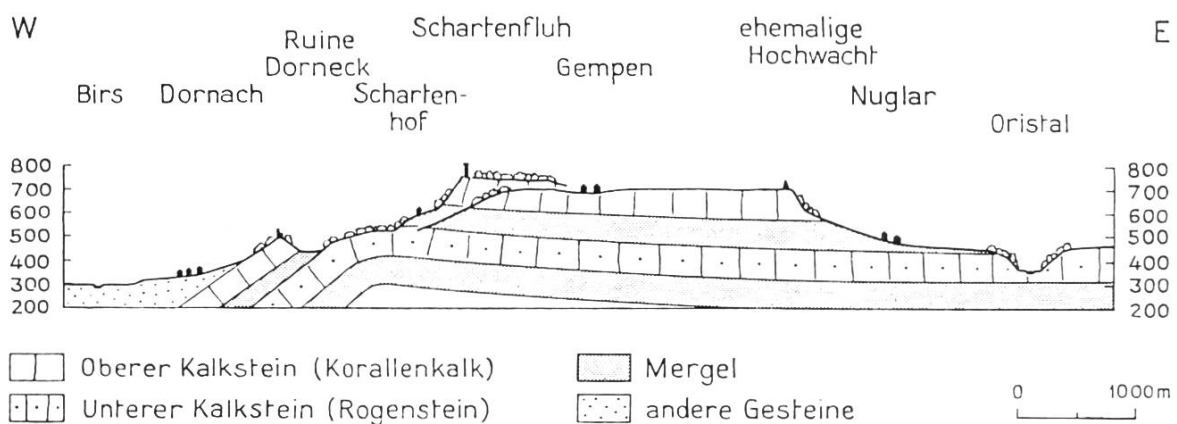 W
E
Schartenfluh
ehemalige
Hochwacht
Ruine
Dorneck
Gempen
Birs
Dornach
Scharten-
hof
Nuglar
Oristal
800
700
600
500
400
300
200
800
700
600
500
400
300
200
Oberer Kalkstein (Korallenkalk)
Mergel
Unterer Kalkstein (Rogenstein)
andere Gesteine
0 1000 m